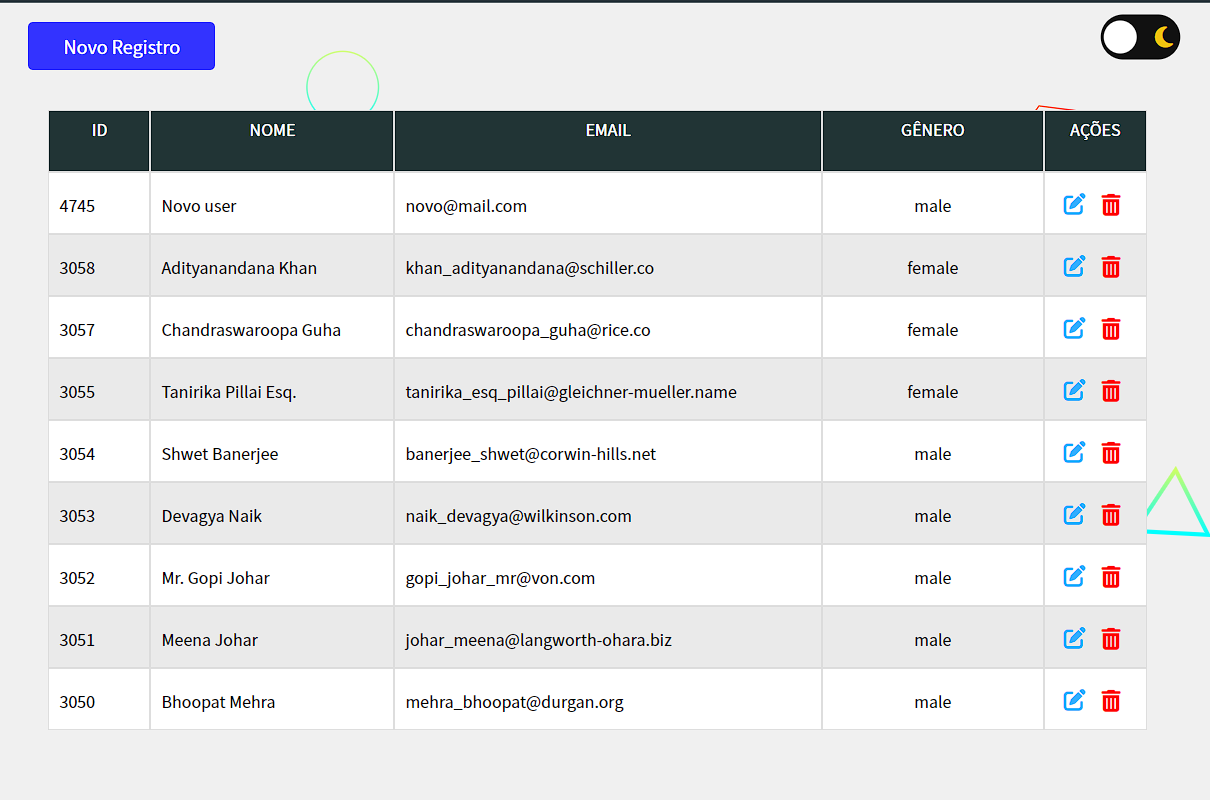 Novo Registro
ID NOME EMAIL GÊNERO AÇÕES
4745 Novo user novo@mail.com male
3058 Adityanandana Khan khan_adityanandana@schiller.co female
3057 Chandraswaroopa Guha chandraswaroopa_guha@rice.co female
3055 Tanirika Pillai Esq. tanirika_esq_pillai@gleichner-mueller.name female
3054 Shwet Banerjee banerjee_shwet@corwin-hills.net male
3053 Devagya Naik naik_devagya@wilkinson.com male
3052 Mr. Gopi Johar gopi_johar_mr@von.com male
3051 Meena Johar johar_meena@langworth-ohara.biz male
3050 Bhoopat Mehra mehra_bhoopat@durgan.org male